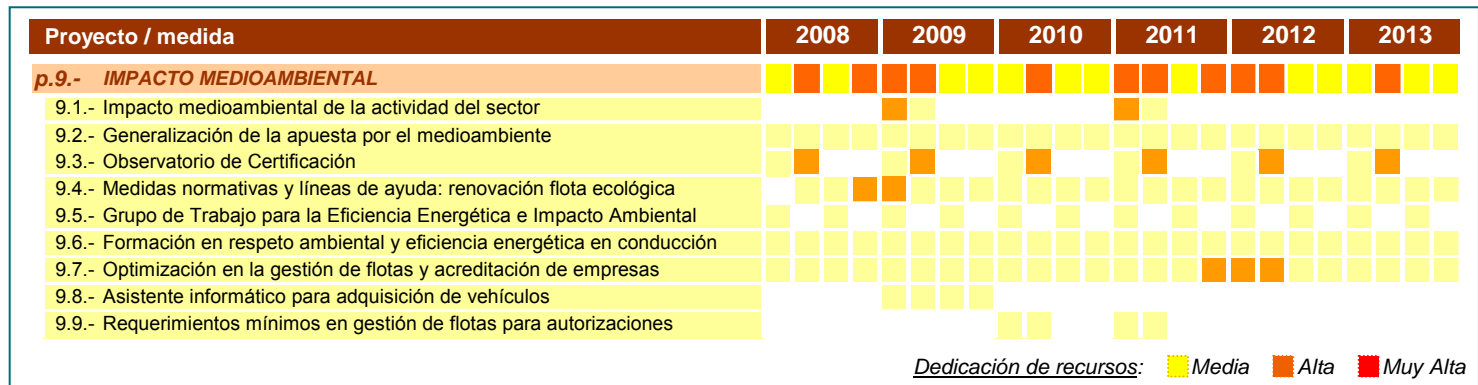 Proyecto / medida 2008 2009 2010 2011 2012 2013
p.9.- IMPACTO MEDIOAMBIENTAL
9.1.- Impacto medioambiental de la actividad del sector
9.2.- Generalización de la apuesta por el medioambiente
9.3.- Observatorio de Certificación
9.4.- Medidas normativas y líneas de ayuda: renovación flota ecológica
9.5.- Grupo de Trabajo para la Eficiencia Energética e Impacto Ambiental
9.6.- Formación en respeto ambiental y eficiencia energética en conducción
9.7.- Optimización en la gestión de flotas y acreditación de empresas
9.8.- Asistente informático para adquisición de vehículos
9.9.- Requerimientos mínimos en gestión de flotas para autorizaciones
Dedicación de recursos: Media Alta Muy Alta